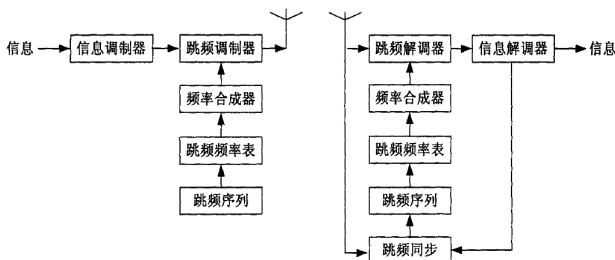 信息
信息调制器
跳频调制器
跳频解调器
信息解调器
信息
频率合成器
频率合成器
跳频频率表
跳频频率表
跳频序列
跳频序列
跳频同步